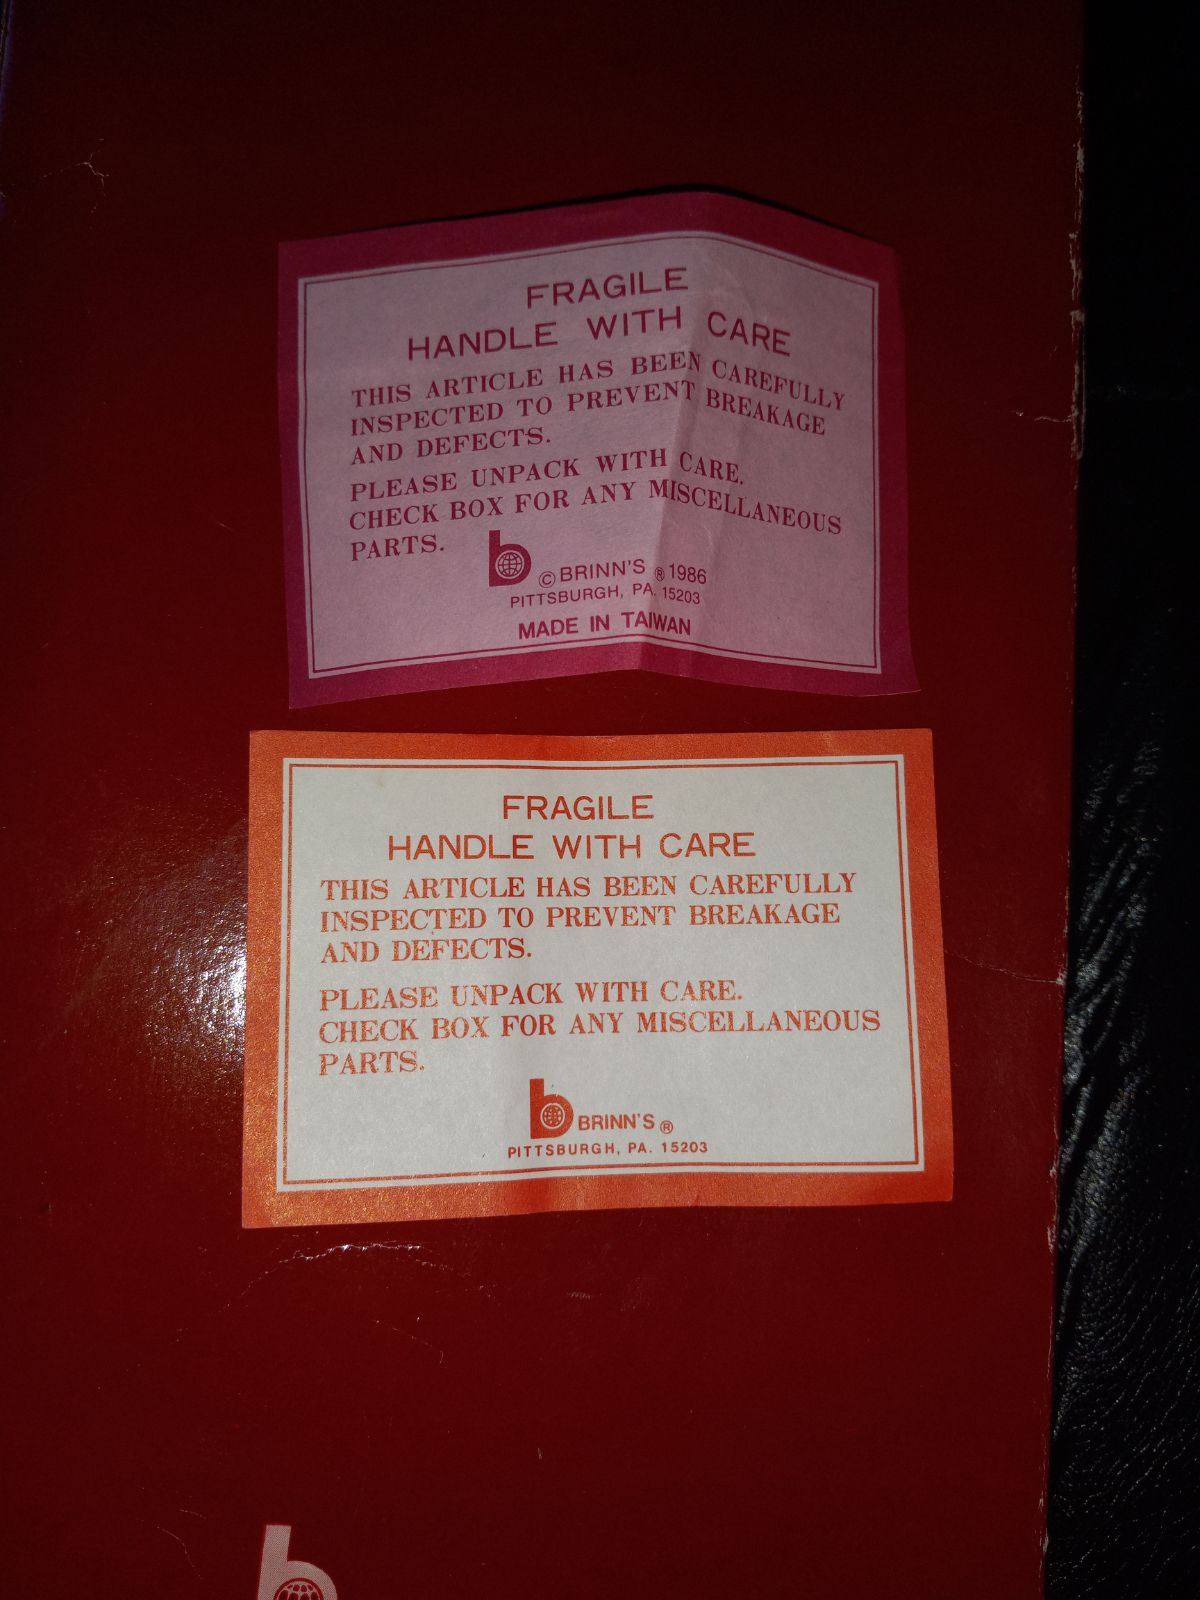 FRAGILE
HANDLE WITH CARE
THIS ARTICLE HAS BEEN CAREFULLY
INSPECTED TO PREVENT BREAKAGE
AND DEFECTS.
PLEASE UNPACK WITH CARE.
CHECK BOX FOR ANY MISCELLANEOUS
PARTS.
b © BRINN'S ® 1986
PITTSBURGH, PA. 15203
MADE IN TAIWAN
FRAGILE
HANDLE WITH CARE
THIS ARTICLE HAS BEEN CAREFULLY
INSPECTED TO PREVENT BREAKAGE
AND DEFECTS.
PLEASE UNPACK WITH CARE.
CHECK BOX FOR ANY MISCELLANEOUS
PARTS.
b BRINN'S ®
PITTSBURGH, PA. 15203
b